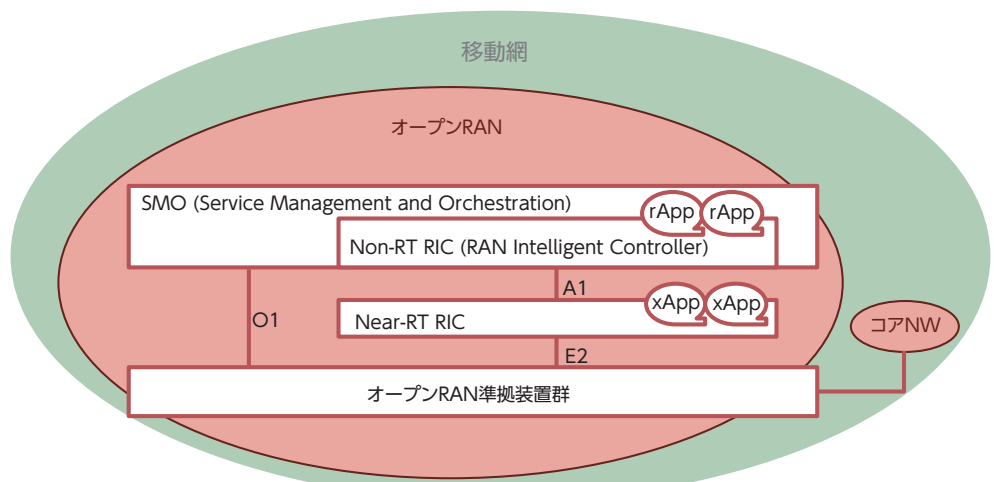 移動網
オープンRAN
SMO (Service Management and Orchestration)
rApp rApp
Non-RT RIC (RAN Intelligent Controller)
A1
O1
xApp xApp
Near-RT RIC
コアNW
E2
オープンRAN準拠装置群